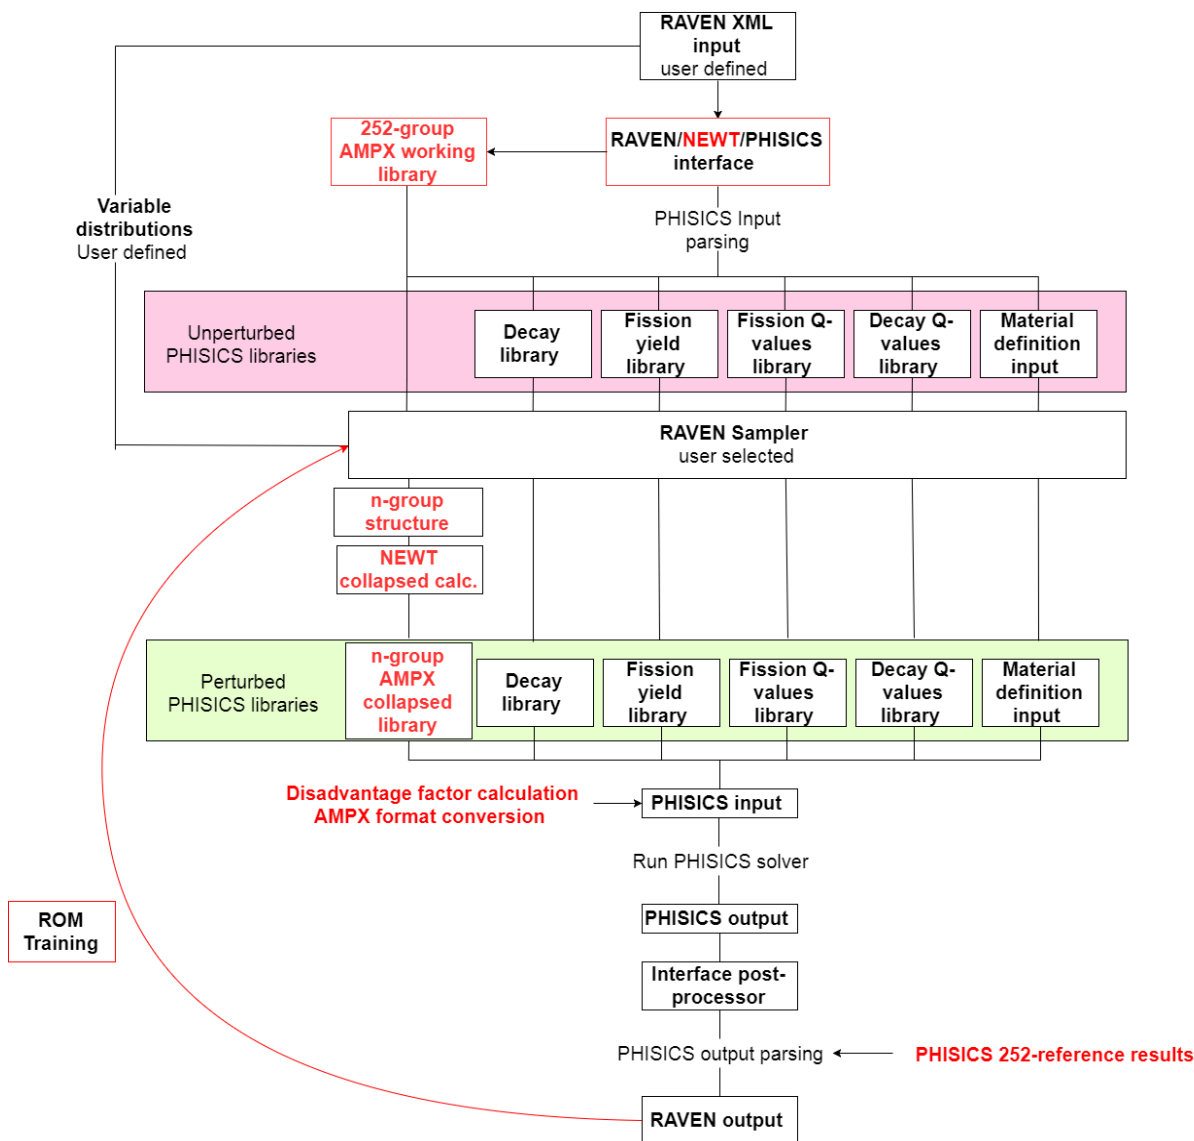 RAVEN XML
input
user defined
252-group
AMPX working
library
RAVEN/NEWT/PHISICS
interface
Variable
distributions
User defined
PHISICS Input
parsing
Unperturbed
PHISICS libraries
Decay
library
Fission
yield
library
Fission Q-
values
library
Decay Q-
values
library
Material
definition
input
RAVEN Sampler
user selected
n-group
structure
NEWT
collapsed calc.
Perturbed
PHISICS libraries
n-group
AMPX
collapsed
library
Decay
library
Fission
yield
library
Fission Q-
values
library
Decay Q-
values
library
Material
definition
input
Disadvantage factor calculation
AMPX format conversion
PHISICS input
Run PHISICS solver
ROM
Training
PHISICS output
Interface post-
processor
PHISICS output parsing
PHISICS 252-reference results
RAVEN output